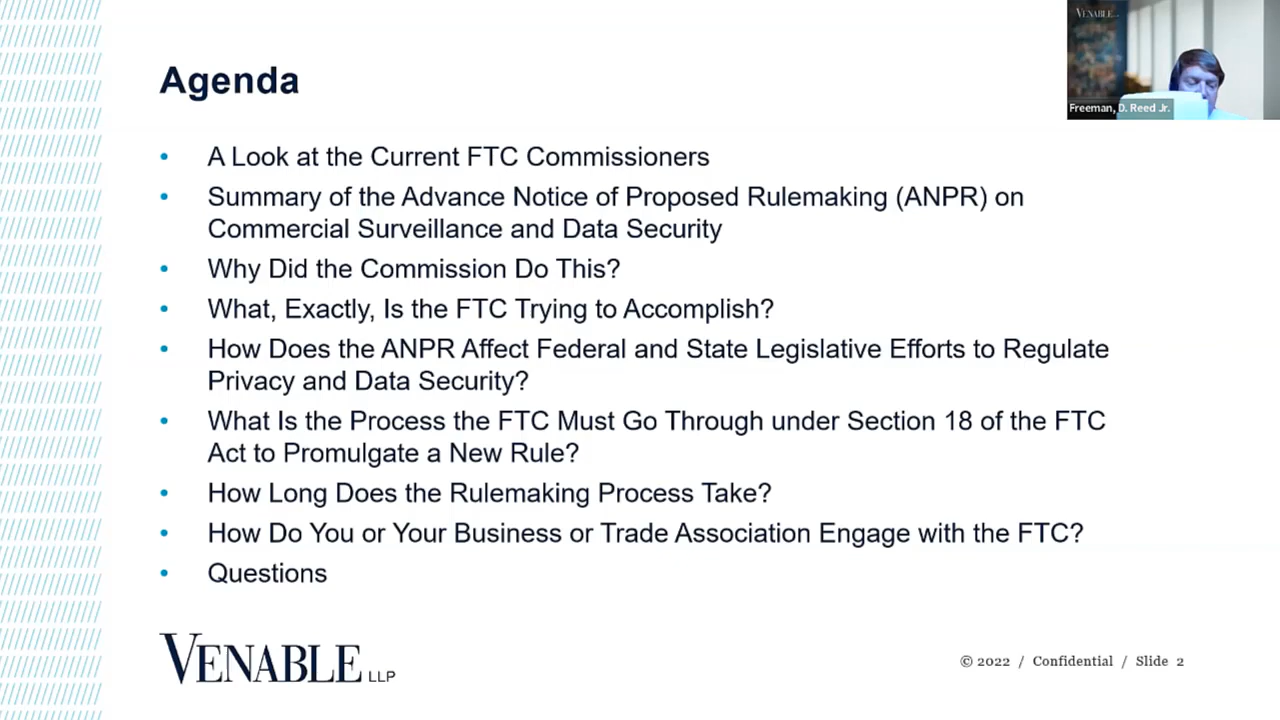 VENABLE
Freeman, D. Reed Jr.
Agenda
• A Look at the Current FTC Commissioners
• Summary of the Advance Notice of Proposed Rulemaking (ANPR) on
Commercial Surveillance and Data Security
• Why Did the Commission Do This?
• What, Exactly, Is the FTC Trying to Accomplish?
• How Does the ANPR Affect Federal and State Legislative Efforts to Regulate
Privacy and Data Security?
• What Is the Process the FTC Must Go Through under Section 18 of the FTC
Act to Promulgate a New Rule?
• How Long Does the Rulemaking Process Take?
• How Do You or Your Business or Trade Association Engage with the FTC?
• Questions
VENABLE LLP
© 2022 / Confidential / Slide 2